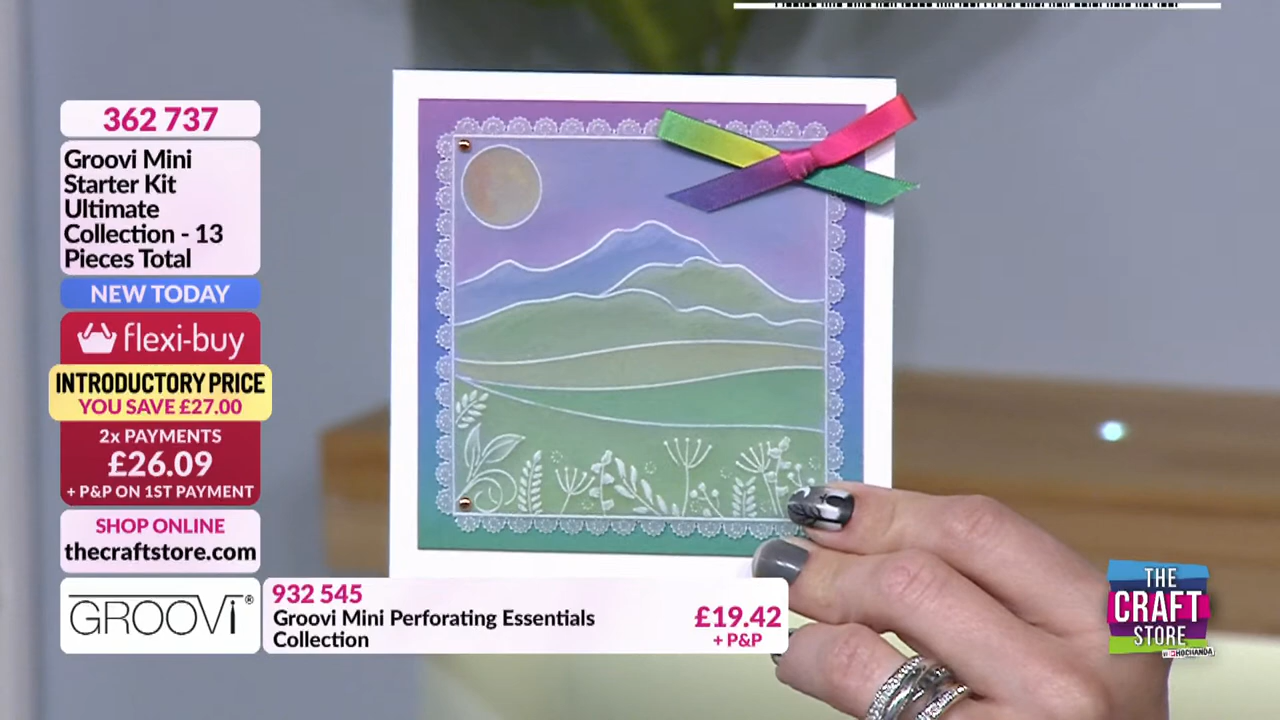 362 737
Groovi Mini
Starter Kit
Ultimate
Collection - 13
Pieces Total
NEW TODAY
flexi-buy
INTRODUCTORY PRICE
YOU SAVE £27.00
2x PAYMENTS
£26.09
+ P&P ON 1ST PAYMENT
SHOP ONLINE
thecraftstore.com
GROOVi®
932 545
Groovi Mini Perforating Essentials
Collection
£19.42
+ P&P
THE
CRAFT
STORE
BY HOCHANDA